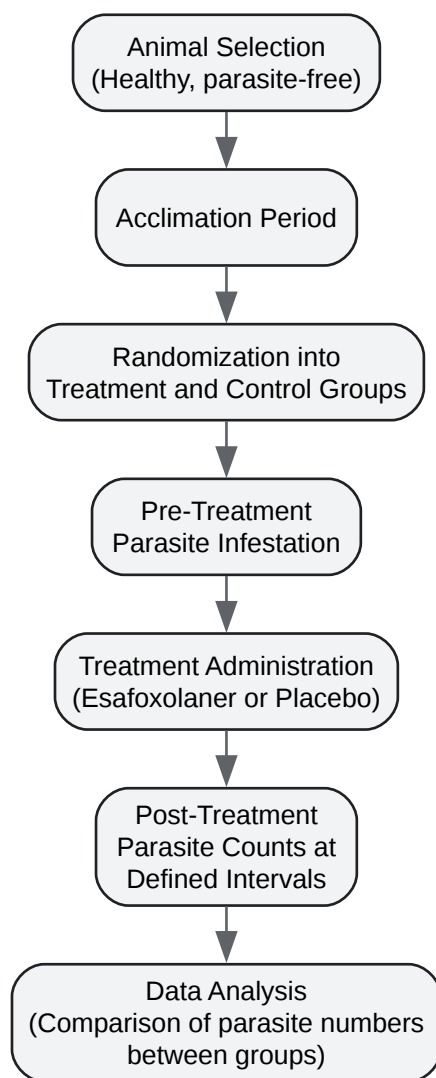 Animal Selection
(Healthy, parasite-free)
Acclimation Period
Randomization into
Treatment and Control Groups
Pre-Treatment
Parasite Infestation
Treatment Administration
(Esafoxolaner or Placebo)
Post-Treatment
Parasite Counts at
Defined Intervals
Data Analysis
(Comparison of parasite numbers
between groups)